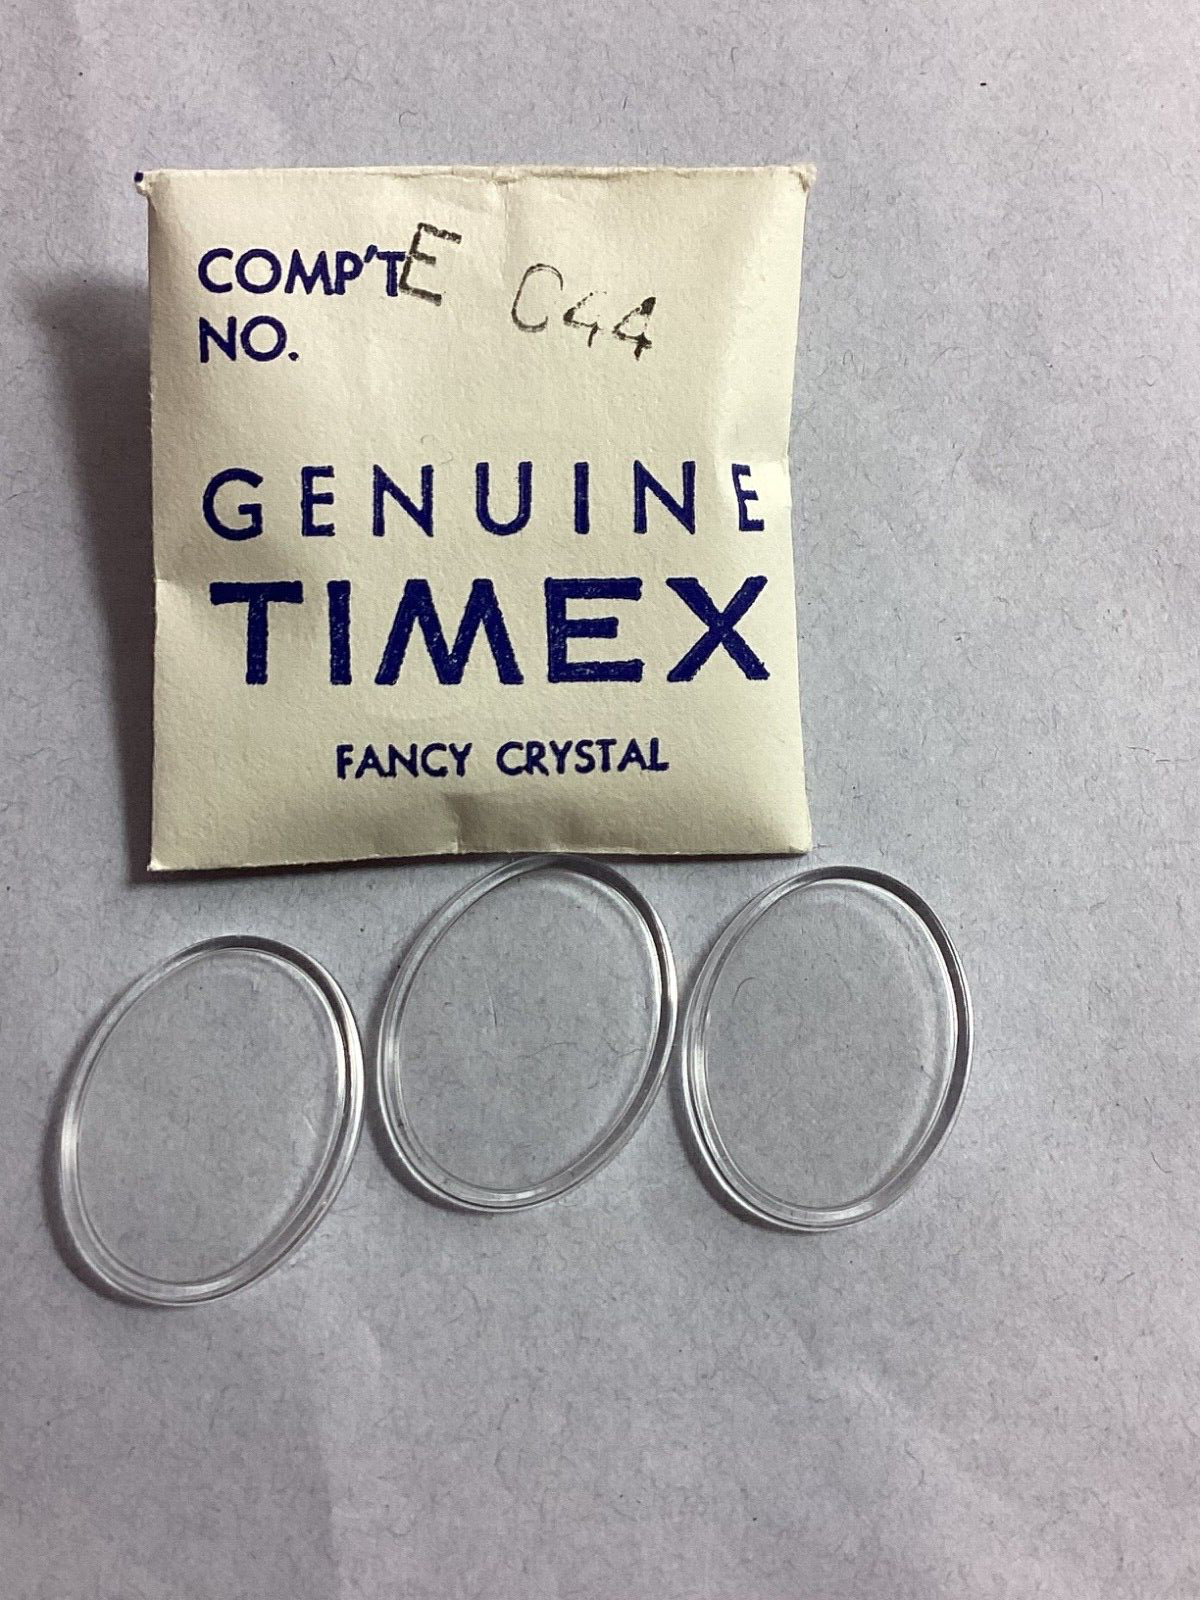 COMP'T E C44
NO.
GENUINE
TIMEX
FANCY CRYSTAL